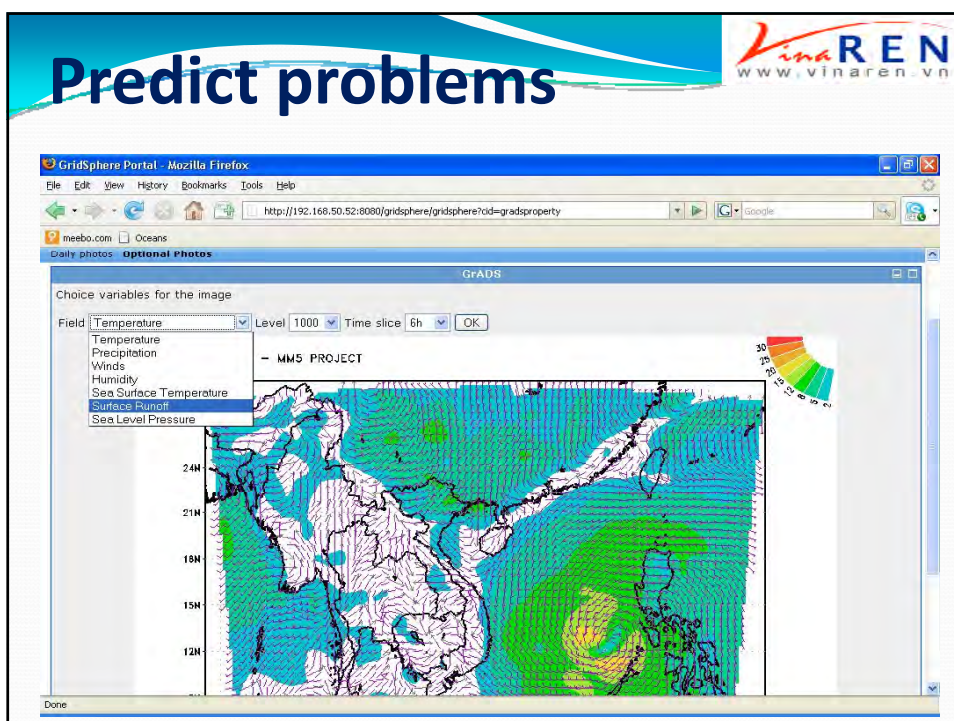 Predict problems
VinaREN
www.vinaren.vn
GridSphere Portal - Mozilla Firefox
File Edit View History Bookmarks Tools Help
http://192.168.50.52:8080/gridsphere/gridsphere?cid=gradsproperty
G Google
meebo.com Oceans
Daily photos Optional Photos
GrADS
Choice variables for the image
Field Temperature Level 1000 Time slice 6h OK
Temperature
Precipitation
Winds
Humidity
Sea Surface Temperature
Surface Runoff
Sea Level Pressure
- MM5 PROJECT
30
25
20
15
12
8
5
2
24N
21N
18N
15N
12N
Done